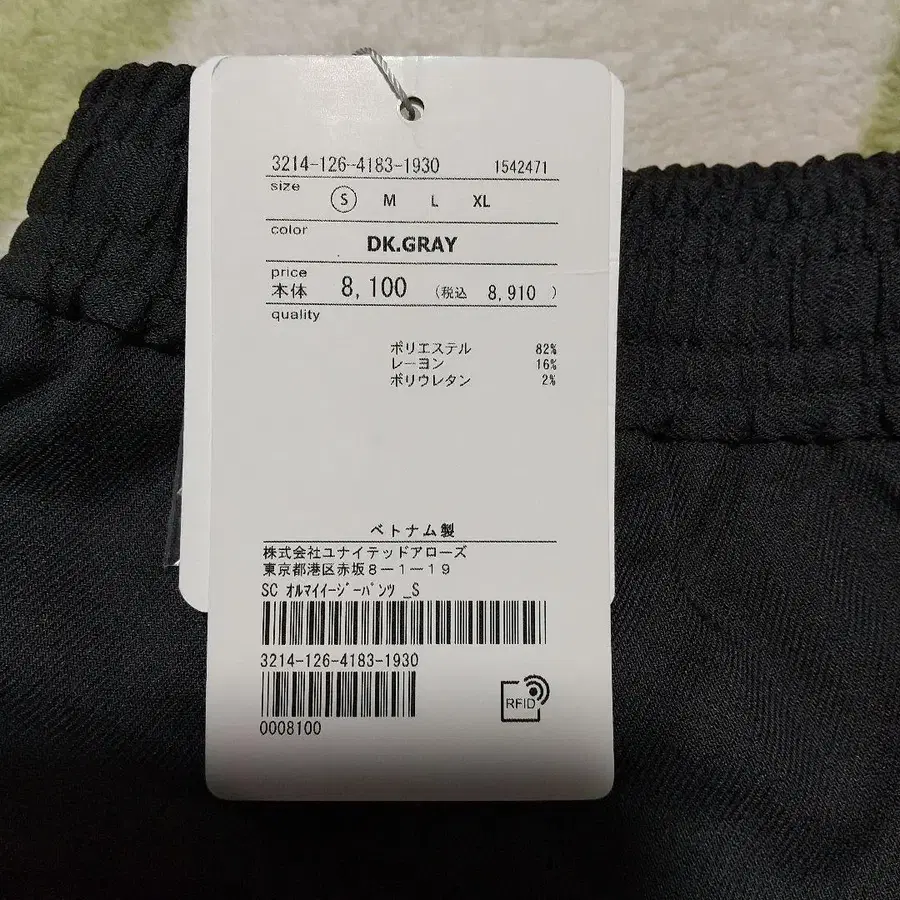 3214-126-4183-1930 1542471
size
S M L XL
color
DK.GRAY
price
本体 8,100 (税込 8,910 )
quality
ポリエステル 82%
レーヨン 16%
ポリウレタン 2%
ベトナム製
株式会社ユナイテッドアローズ
東京都港区赤坂8-1-19
SC オルマイイージーパンツ _S
3214-126-4183-1930
0008100
RFID